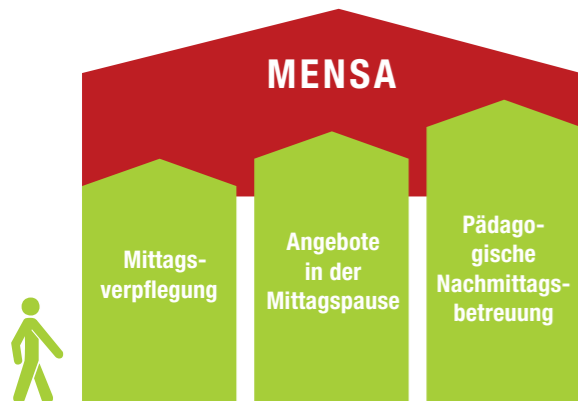 MENSA
Mittags-
verpflegung
Angebote
in der
Mittagspause
Pädago-
gische
Nachmittags-
betreuung